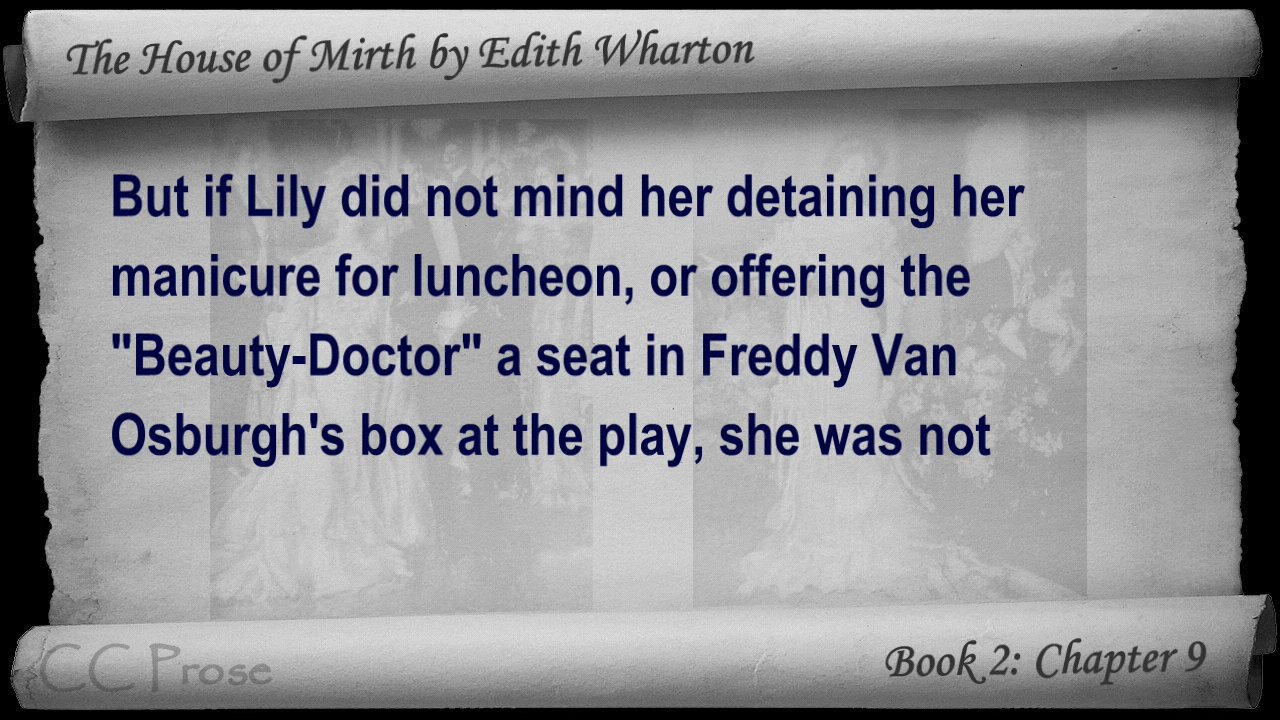 The House of Mirth by Edith Wharton
But if Lily did not mind her detaining her
manicure for luncheon, or offering the
"Beauty-Doctor" a seat in Freddy Van
Osburgh's box at the play, she was not
CC Prose
Book 2: Chapter 9